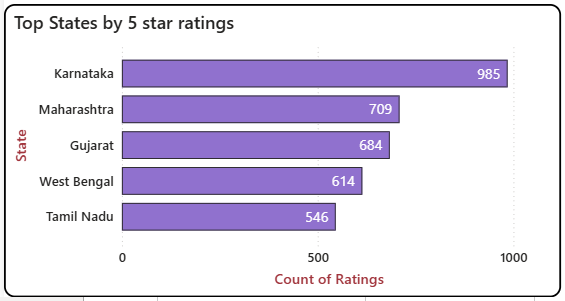 Top States by 5 star ratings
Karnataka 985
Maharashtra 709
Gujarat 684
West Bengal 614
Tamil Nadu 546
State
0 500 1000
Count of Ratings